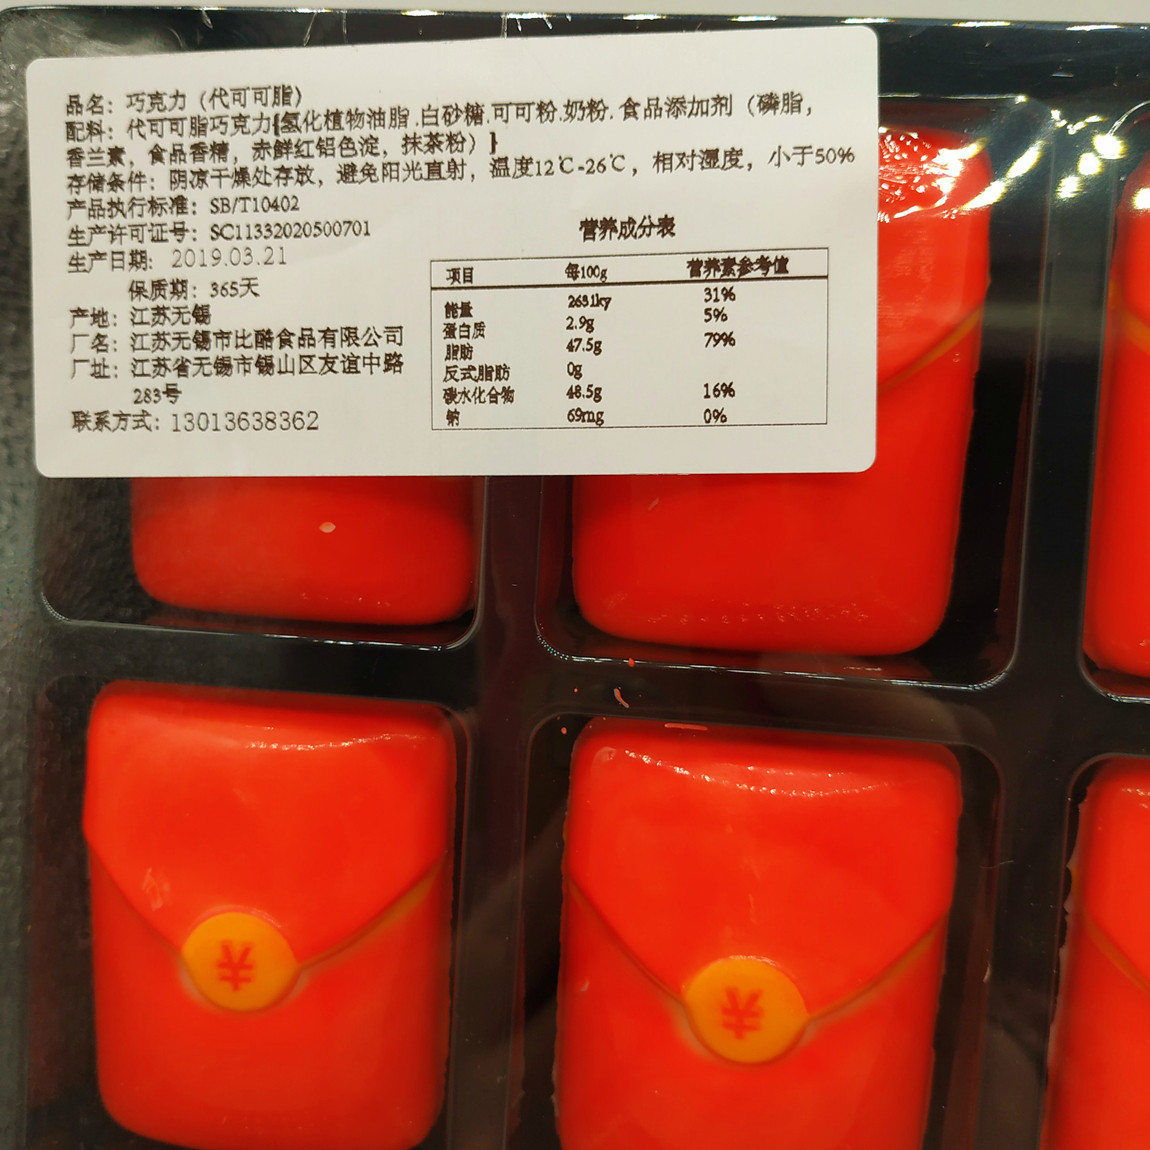 品名：巧克力（代可可脂）
配料：代可可脂巧克力{氢化植物油脂.白砂糖.可可粉.奶粉.食品添加剂（磷脂，
香兰素，食品香精，赤鲜红铝色淀，抹茶粉）}
存储条件：阴凉干燥处存放，避免阳光直射，温度12℃-26℃，相对湿度，小于50%
产品执行标准：SB/T10402
生产许可证号：SC11332020500701
生产日期：2019.03.21
保质期：365天
产地：江苏无锡
厂名：江苏无锡市比酷食品有限公司
厂址：江苏省无锡市锡山区友谊中路
283号
联系方式：13013638362
营养成分表
项目 每100g 营养素参考值
能量 2631ky 31%
蛋白质 2.9g 5%
脂肪 47.5g 79%
反式脂肪 0g
碳水化合物 48.5g 16%
钠 69mg 0%